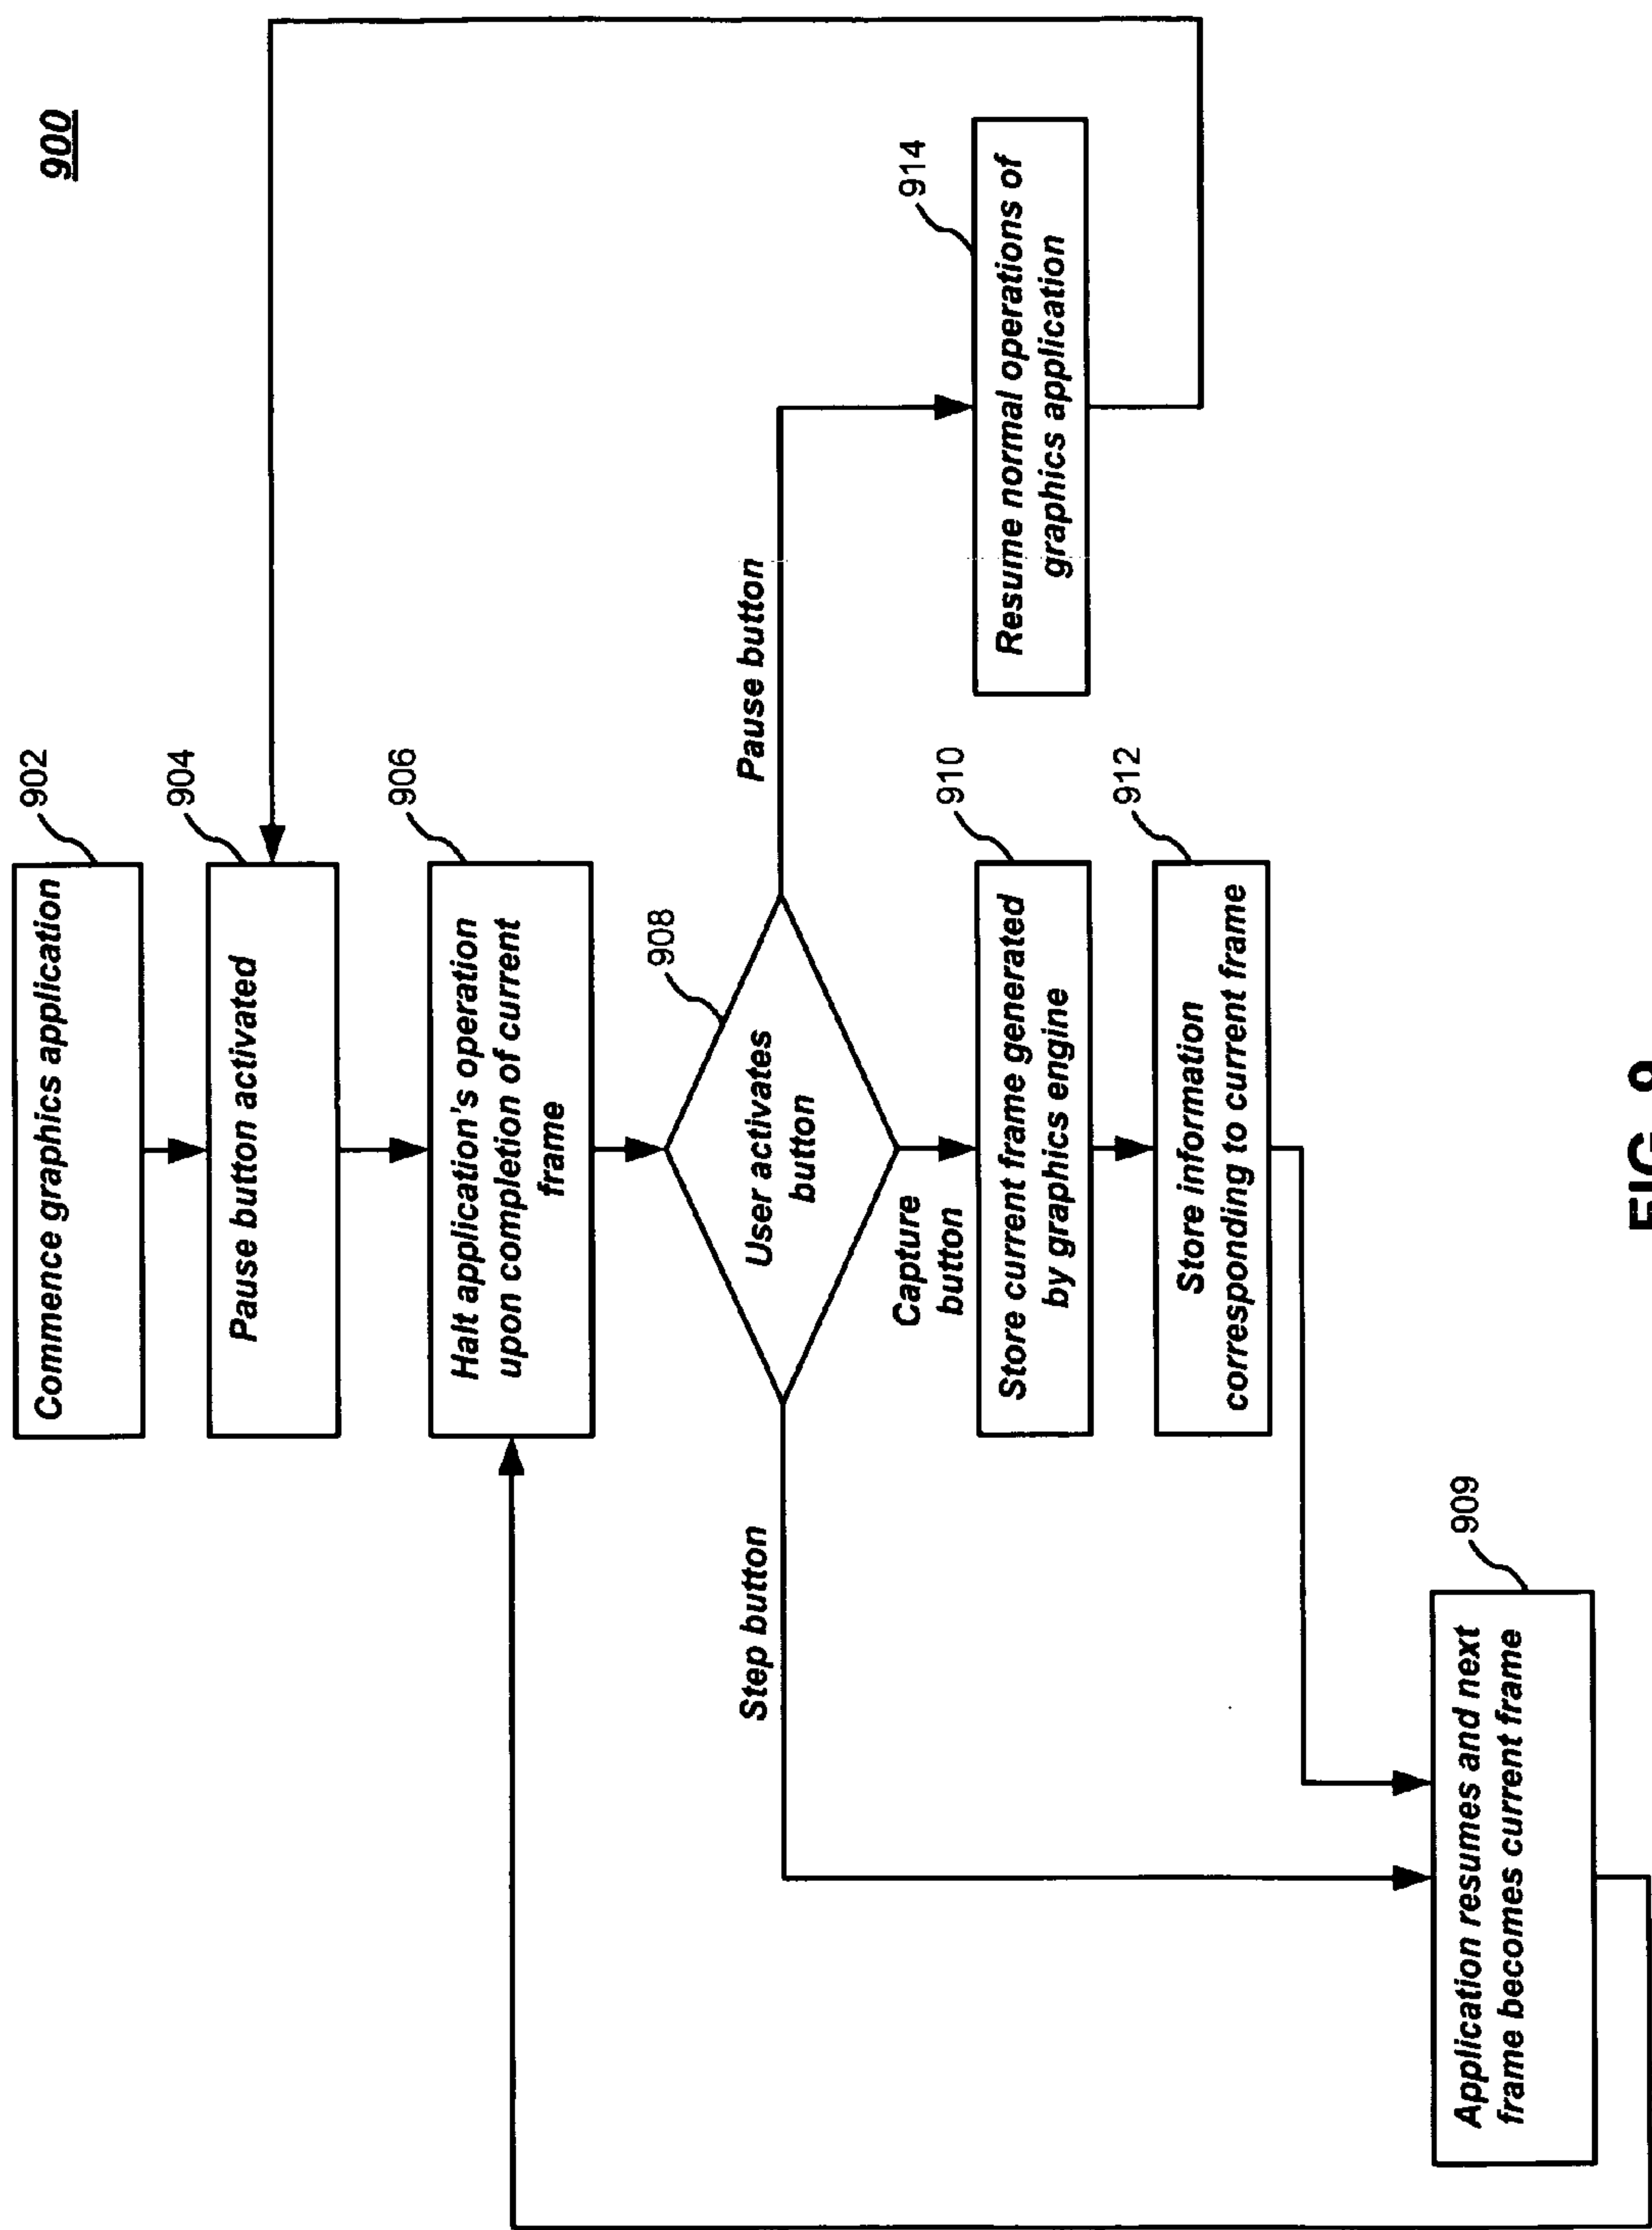 900
Commence graphics application
902
Pause button activated
904
Halt application's operation
upon completion of current
frame
906
User activates
button
908
Step button
Capture
button
Pause button
Store current frame generated
by graphics engine
910
Store information
corresponding to current frame
912
Resume normal operations of
graphics application
914
Application resumes and next
frame becomes current frame
909
FIG. 9